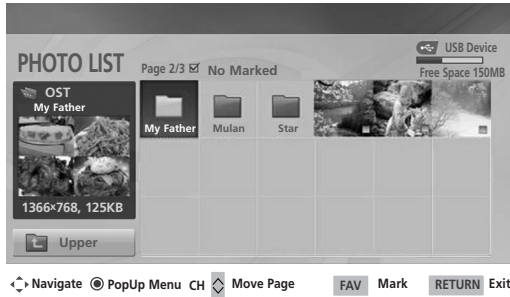 USB Device
PHOTO LIST
Page 2/3 No Marked
Free Space 150MB
OST
My Father
My Father
Mulan
Star
1366×768, 125KB
Upper
Navigate PopUp Menu CH Move Page FAV Mark RETURN Exit